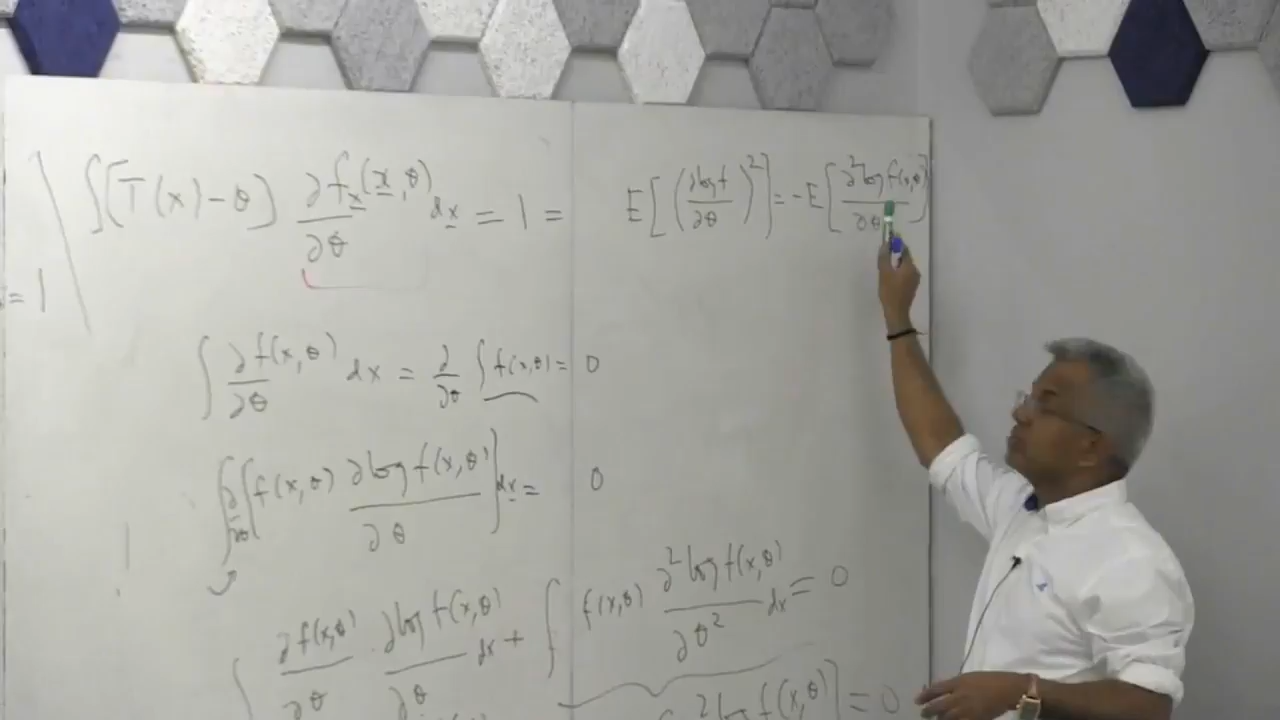 ∫[T(x)-θ] ∂f_x(x,θ)/∂θ dx = 1 =
= 1
∫ ∂f(x,θ)/∂θ dx = ∂/∂θ ∫ f(x,θ) = 0
∫ ∂/∂θ [f(x,θ) ∂log f(x,θ)/∂θ] dx = 0
∫ ∂f(x,θ)/∂θ · ∂log f(x,θ)/∂θ dx + ∫ f(x,θ) ∂²log f(x,θ)/∂θ² dx = 0
²log f(x,θ)] = 0
E[(∂log f/∂θ)²] = -E[∂²log f(x,θ)/∂θ